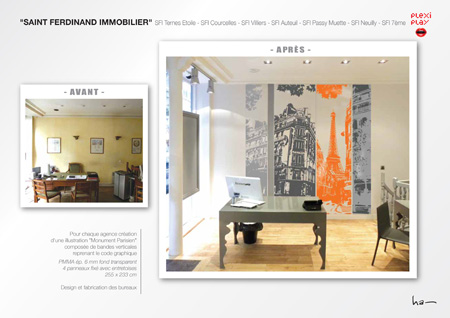 "SAINT FERDINAND IMMOBILIER" SFI Ternes Etoile - SFI Courcelles - SFI Villiers - SFI Auteuil - SFI Passy Muette - SFI Neuilly - SFI 7ème
PLEXI
PLAY
- APRÈS -
- AVANT -
Pour chaque agence création
d'une illustration "Monument Parisien"
composée de bandes verticales
reprenant le code graphique
PMMA ép. 6 mm fond transparent
4 panneaux fixé avec entretoises
255 x 233 cm
Design et fabrication des bureaux
ha